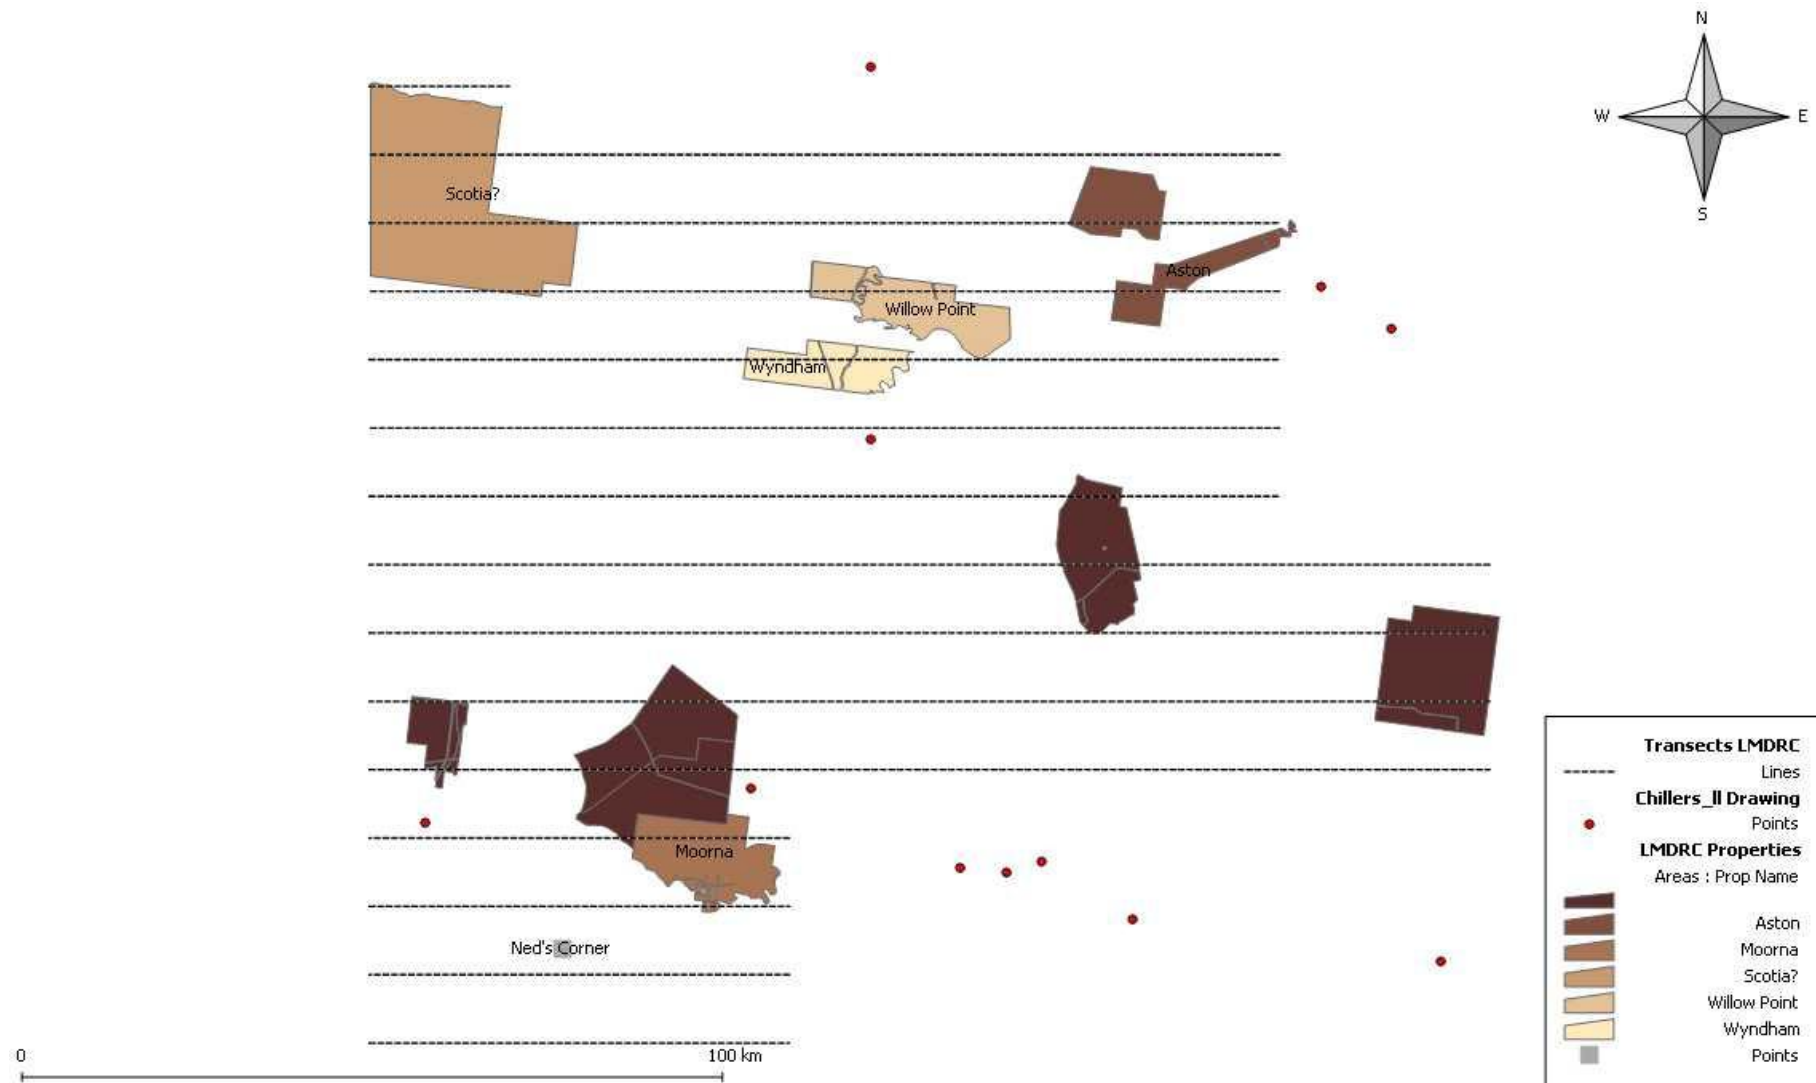 N
W E
S
Scotia?
Aston
Willow Point
Wyndham
Moorna
Ned's Corner
0 100 km
Transects LMDRC
Lines
Chillers_ll Drawing
Points
LMDRC Properties
Areas : Prop Name
Aston
Moorna
Scotia?
Willow Point
Wyndham
Points